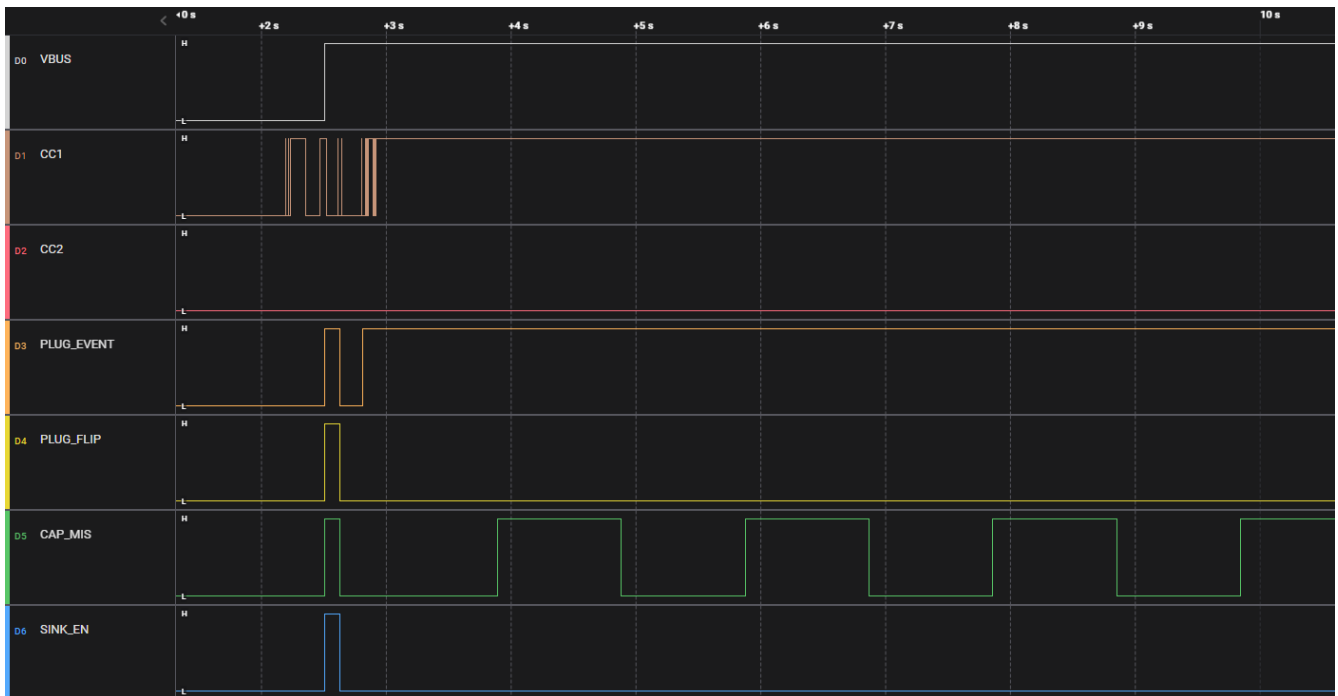 0 s
+2 s +3 s +4 s +5 s +6 s +7 s +8 s +9 s 10 s
H
D0 VBUS
L
H
D1 CC1
L
H
D2 CC2
L
H
D3 PLUG_EVENT
L
H
D4 PLUG_FLIP
L
H
D5 CAP_MIS
L
H
D6 SINK_EN
L